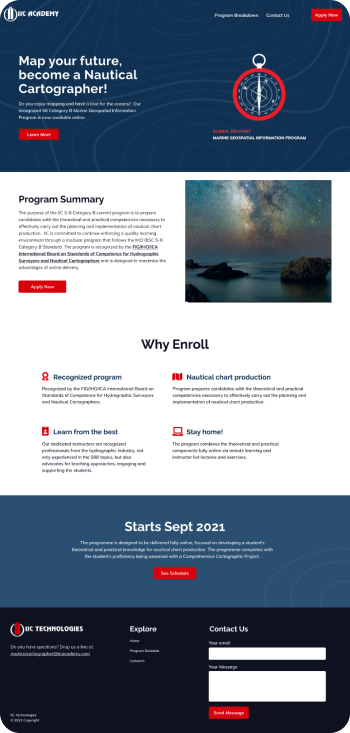 IIC ACADEMY
Program Breakdown
Contact Us
Apply Now
Map your future,
become a Nautical
Cartographer!
Do you enjoy mapping and have a love for the oceans? Our
recognized S8 Category B Marine Geospatial Information
Program is now available online.
Learn More
GLOBAL DELIVERY
MARINE GEOSPATIAL INFORMATION PROGRAM
Program Summary
The purpose of the IIC S-8 Category B current program is to prepare
candidates with the theoretical and practical competencies necessary to
effectively carry out the planning and implementation of nautical chart
production. IIC is committed to continue enforcing a quality learning
environment through a modular program that follows the IHO IBSC S-8
Category B Standard. The program is recognized by the FIG/IHO/ICA
International Board on Standards of Competence for Hydrographic
Surveyors and Nautical Cartographers and is designed to maximize the
advantages of online delivery.
Apply Now
Why Enroll
Recognized program
Recognized by the FIG/IHO/ICA International Board on
Standards of Competence for Hydrographic Surveyors
and Nautical Cartographers.
Nautical chart production
Program prepares candidates with the theoretical and practical
competencies necessary to effectively carry out the planning and
implementation of nautical chart production.
Learn from the best
Our dedicated instructors are recognized
professionals from the hydrographic industry, not
only experienced in the SBB topics, but also
advocates for teaching approaches, engaging and
supporting the students.
Stay home!
The program combines the theoretical and practical
components fully online via remote learning and
instructor led lectures and exercises.
Starts Sept 2021
The programme is designed to be delivered fully online, focused on developing a student's
theoretical and practical knowledge for nautical chart production. The programme completes with
the student's proficiency being assessed with a Comprehensive Cartographic Project.
See Schedule
IIC TECHNOLOGIES
Do you have questions? Drop us a line at:
nauticalcartographer@iicacademy.com
IIC Technologies
© 2021 Copyright
Explore
Home
Program Schedule
Lecturers
Contact Us
Your email
Your Message
Send Message